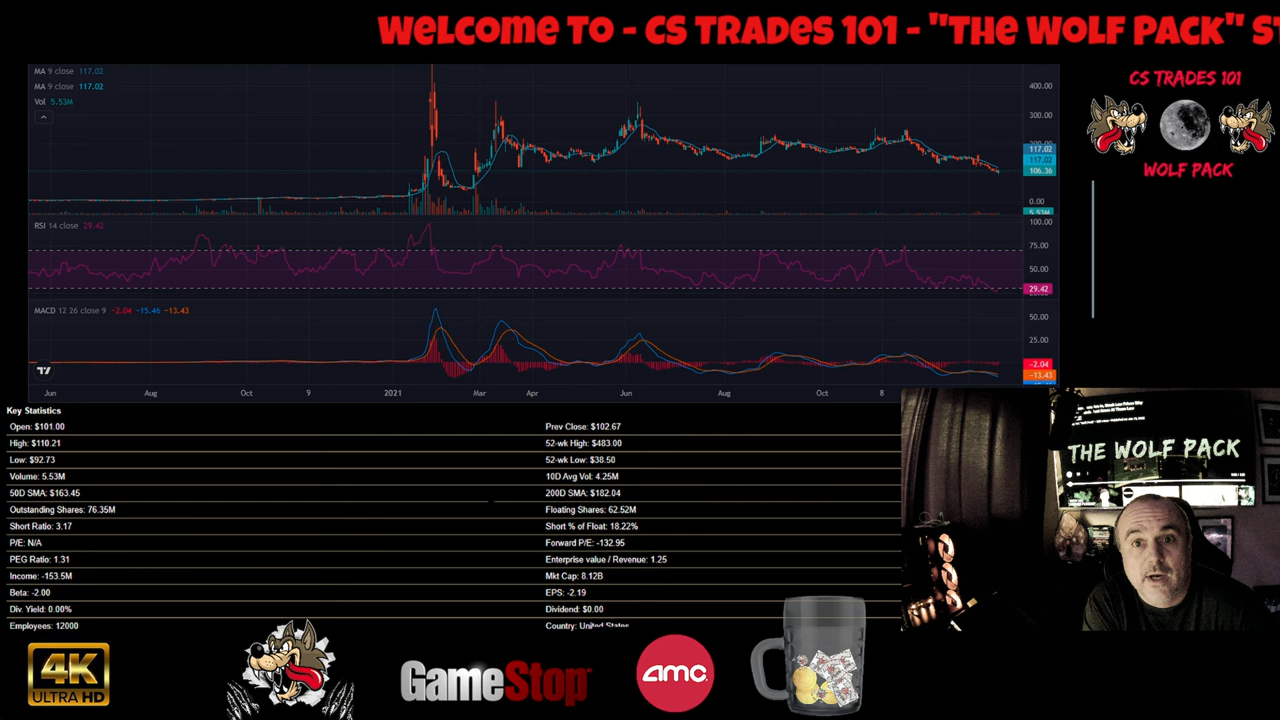 WELCOME TO - CS TRADES 101 - "THE WOLF PACK" ST
MA 9 close 117.02
MA 9 close 117.02
Vol 5.53M
400.00
300.00
117.02
117.02
106.36
0.00
5.53M
CS TRADES 101
WOLF PACK
RSI 14 close 29.42
100.00
75.00
50.00
29.42
MACD 12 26 close 9 -2.04 -15.46 -13.43
50.00
25.00
-2.04
-13.43
Jun Aug Oct 9 2021 Mar Apr Jun Aug Oct 8
Key Statistics
Open: $101.00 Prev Close: $102.67
High: $110.21 52-wk High: $483.00
Low: $92.73 52-wk Low: $38.50
Volume: 5.53M 10D Avg Vol: 4.25M
50D SMA: $163.45 200D SMA: $182.04
Outstanding Shares: 76.35M Floating Shares: 62.52M
Short Ratio: 3.17 Short % of Float: 18.22%
P/E: N/A Forward P/E: -132.95
PEG Ratio: 1.31 Enterprise value / Revenue: 1.25
Income: -153.5M Mkt Cap: 8.12B
Beta: -2.00 EPS: -2.19
Div. Yield: 0.00% Dividend: $0.00
Employees: 12000 Country: United States
THE WOLF PACK
4K
ULTRA HD
GameStop
amc